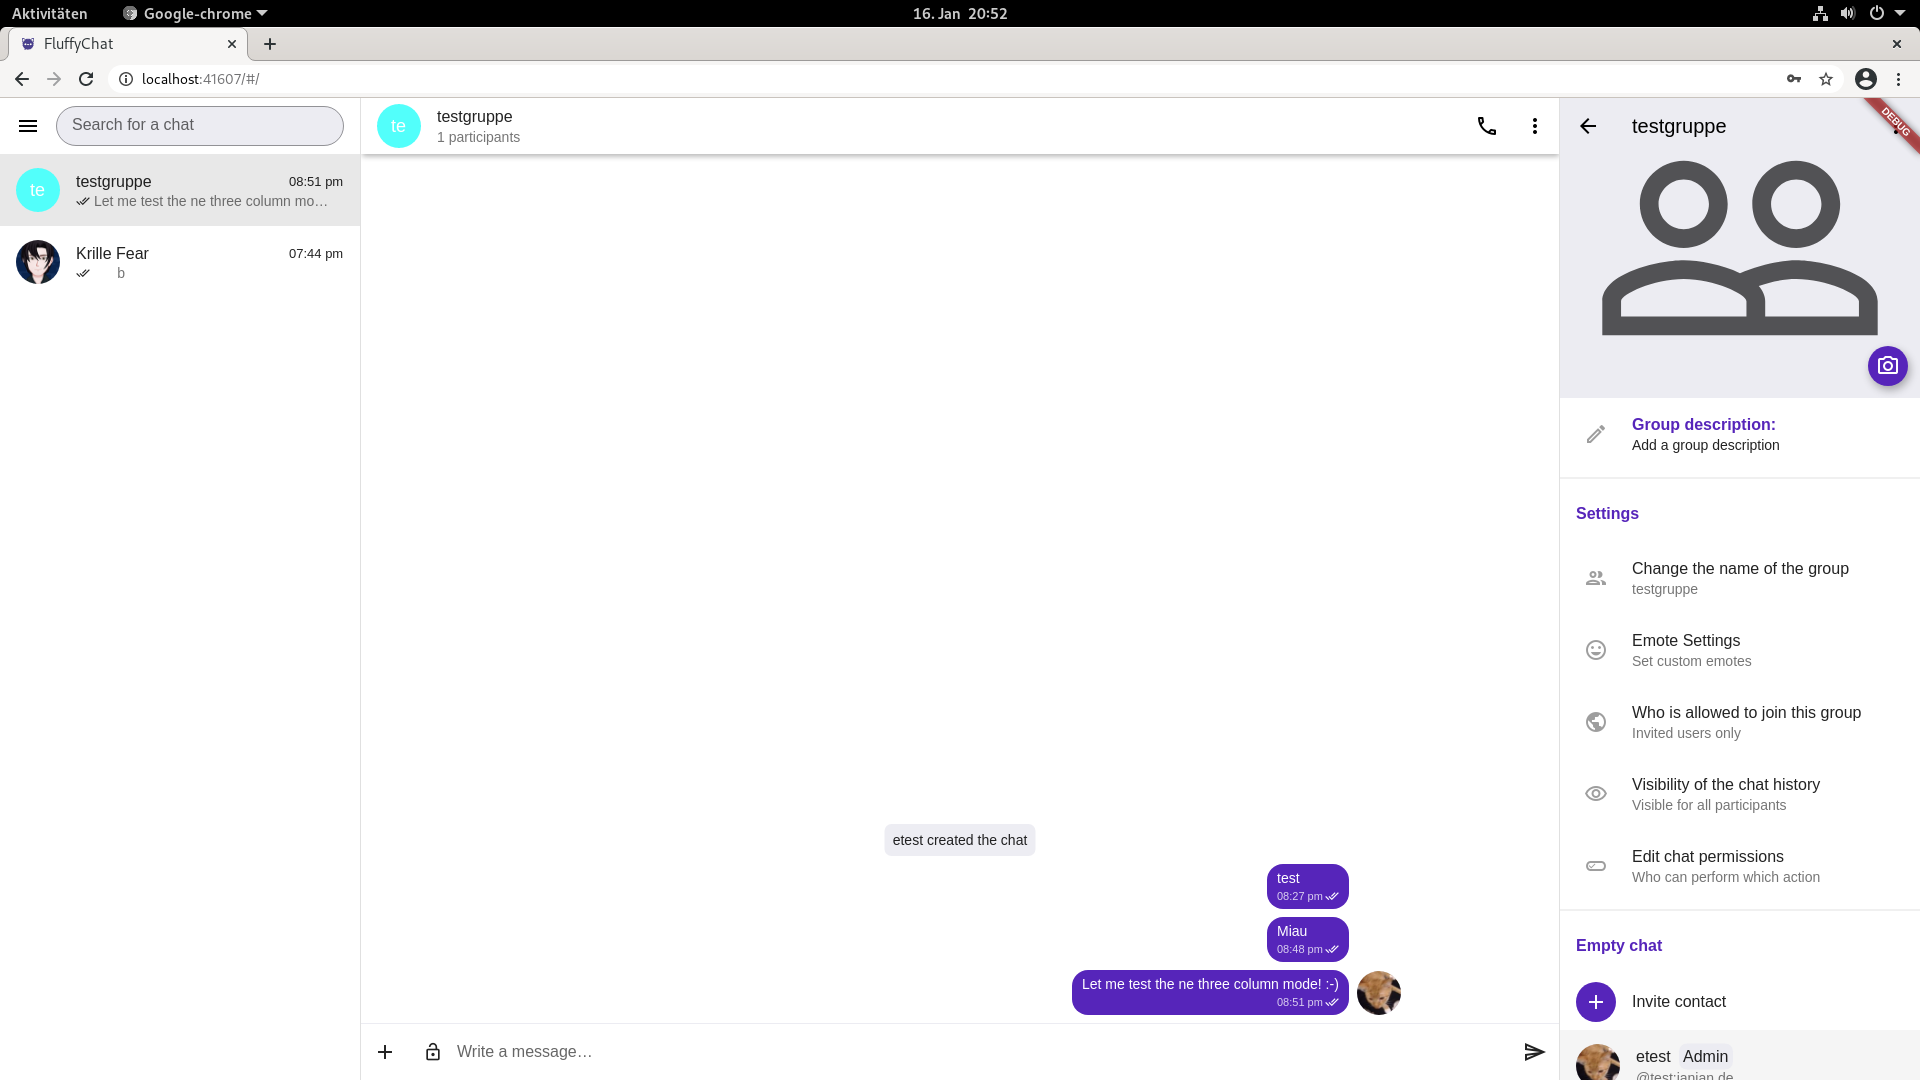 Aktivitäten
Google-chrome
16. Jan 20:52
FluffyChat
localhost:41607/#/
Search for a chat
te
testgruppe
08:51 pm
Let me test the ne three column mo…
Krille Fear
07:44 pm
b
te
testgruppe
1 participants
etest created the chat
test
08:27 pm
Miau
08:48 pm
Let me test the ne three column mode! :-)
08:51 pm
Write a message…
testgruppe
DEBUG
Group description:
Add a group description
Settings
Change the name of the group
testgruppe
Emote Settings
Set custom emotes
Who is allowed to join this group
Invited users only
Visibility of the chat history
Visible for all participants
Edit chat permissions
Who can perform which action
Empty chat
Invite contact
etest Admin